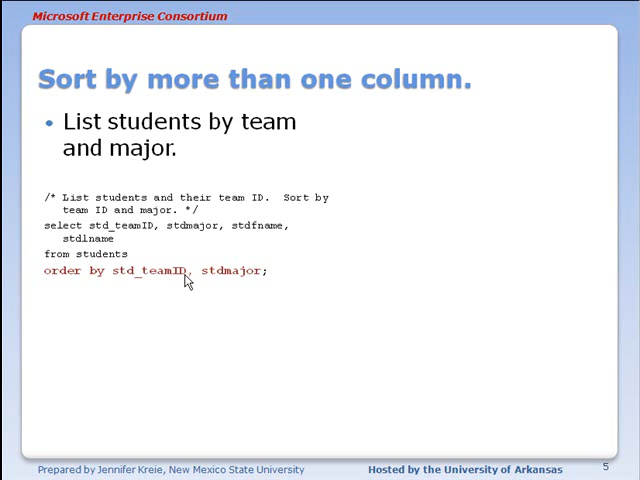 Microsoft Enterprise Consortium
Sort by more than one column.
• List students by team
and major.
/* List students and their team ID. Sort by
team ID and major. */
select std_teamID, stdmajor, stdfname,
stdlname
from students
order by std_teamID, stdmajor;
Prepared by Jennifer Kreie, New Mexico State University
Hosted by the University of Arkansas
5